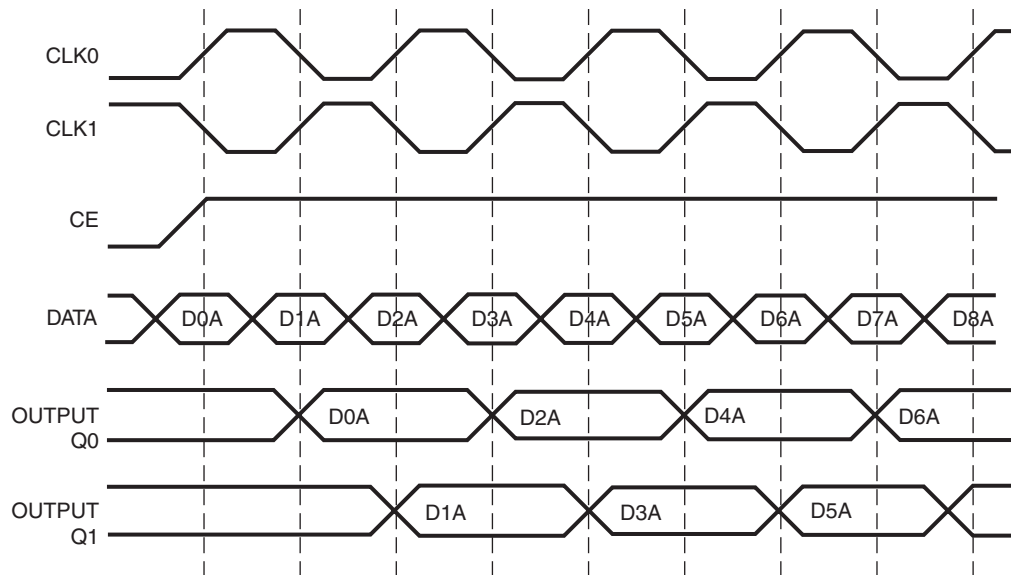 CLK0
CLK1
CE
DATA D0A D1A D2A D3A D4A D5A D6A D7A D8A
OUTPUT Q0 D0A D2A D4A D6A
OUTPUT Q1 D1A D3A D5A